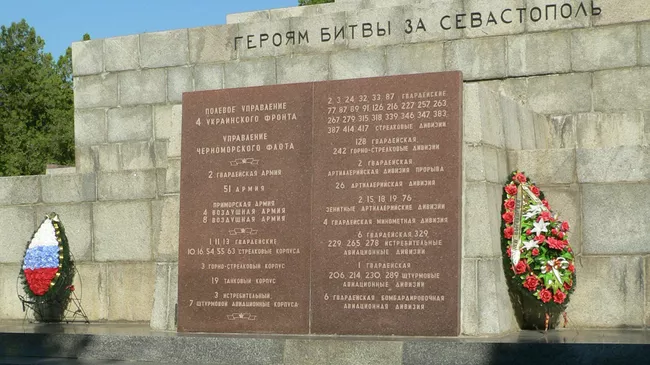 ГЕРОЯМ БИТВЫ ЗА СЕВАСТОПОЛЬ
ПОЛЕВОЕ УПРАВЛЕНИЕ
4 УКРАИНСКОГО ФРОНТА
УПРАВЛЕНИЕ
ЧЕРНОМОРСКОГО ФЛОТА
2 ГВАРДЕЙСКАЯ АРМИЯ
51 АРМИЯ
ПРИМОРСКАЯ АРМИЯ
4 ВОЗДУШНАЯ АРМИЯ
8 ВОЗДУШНАЯ АРМИЯ
1, 11, 13 ГВАРДЕЙСКИЕ
10, 16, 54, 55, 63 СТРЕЛКОВЫЕ КОРПУСА
3 ГОРНО-СТРЕЛКОВЫЙ КОРПУС
19 ТАНКОВЫЙ КОРПУС
3 ИСТРЕБИТЕЛЬНЫЙ
7 ШТУРМОВОЙ АВИАЦИОННЫЕ КОРПУСА
2, 3, 24, 32, 33, 87 ГВАРДЕЙСКИЕ
77, 87, 89, 91, 126, 216, 227, 257, 263,
267, 279, 315, 318, 339, 346, 347, 383,
387, 414, 417 СТРЕЛКОВЫЕ ДИВИЗИИ
128 ГВАРДЕЙСКАЯ,
242 ГОРНО-СТРЕЛКОВЫЕ ДИВИЗИИ
2 ГВАРДЕЙСКАЯ
АРТИЛЛЕРИЙСКАЯ ДИВИЗИЯ ПРОРЫВА
26 АРТИЛЛЕРИЙСКАЯ ДИВИЗИЯ
2, 15, 18, 19, 76
ЗЕНИТНЫЕ АРТИЛЛЕРИЙСКИЕ ДИВИЗИИ
4 ГВАРДЕЙСКАЯ МИНОМЕТНАЯ ДИВИЗИЯ
6 ГВАРДЕЙСКАЯ, 329,
229, 265, 278 ИСТРЕБИТЕЛЬНЫЕ
АВИАЦИОННЫЕ ДИВИЗИИ
1 ГВАРДЕЙСКАЯ
206, 214, 230, 289 ШТУРМОВЫЕ
АВИАЦИОННЫЕ ДИВИЗИИ
6 ГВАРДЕЙСКАЯ БОМБАРДИРОВОЧНАЯ
АВИАЦИОННАЯ ДИВИЗИЯ